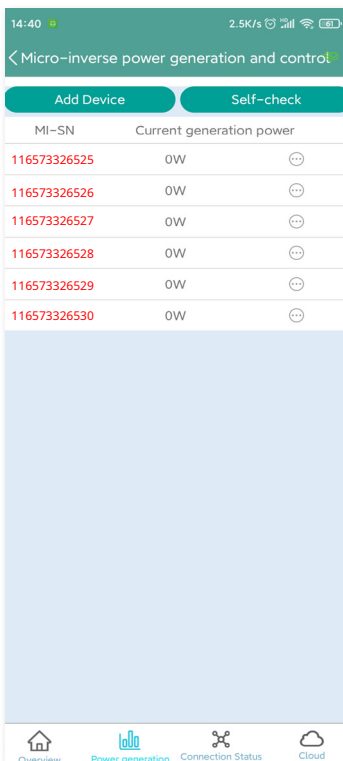 14:40 2.5K/s 61
Micro-inverse power generation and control
Add Device Self-check
MI-SN Current generation power
116573326525 0W
116573326526 0W
116573326527 0W
116573326528 0W
116573326529 0W
116573326530 0W
Overview Power generation Connection Status Cloud